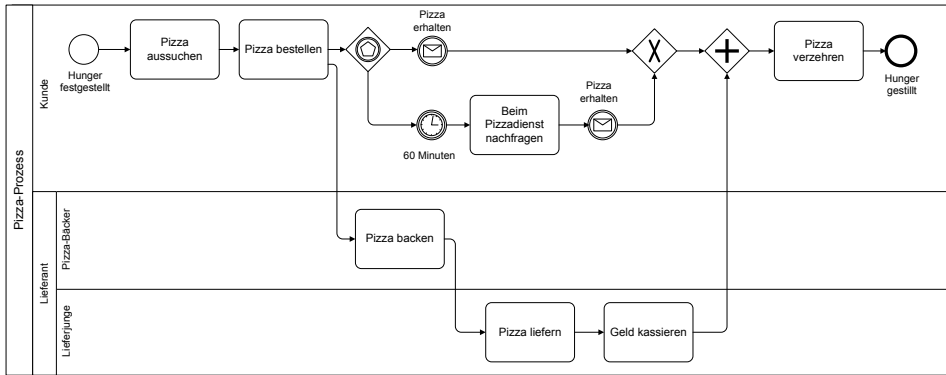 Pizza-Prozess
Kunde
Hunger
festgestellt
Pizza
aussuchen
Pizza bestellen
Pizza
erhalten
60 Minuten
Beim
Pizzadienst
nachfragen
Pizza
erhalten
Pizza
verzehren
Hunger
gestillt
Lieferant
Pizza-Bäcker
Pizza backen
Lieferjunge
Pizza liefern
Geld kassieren